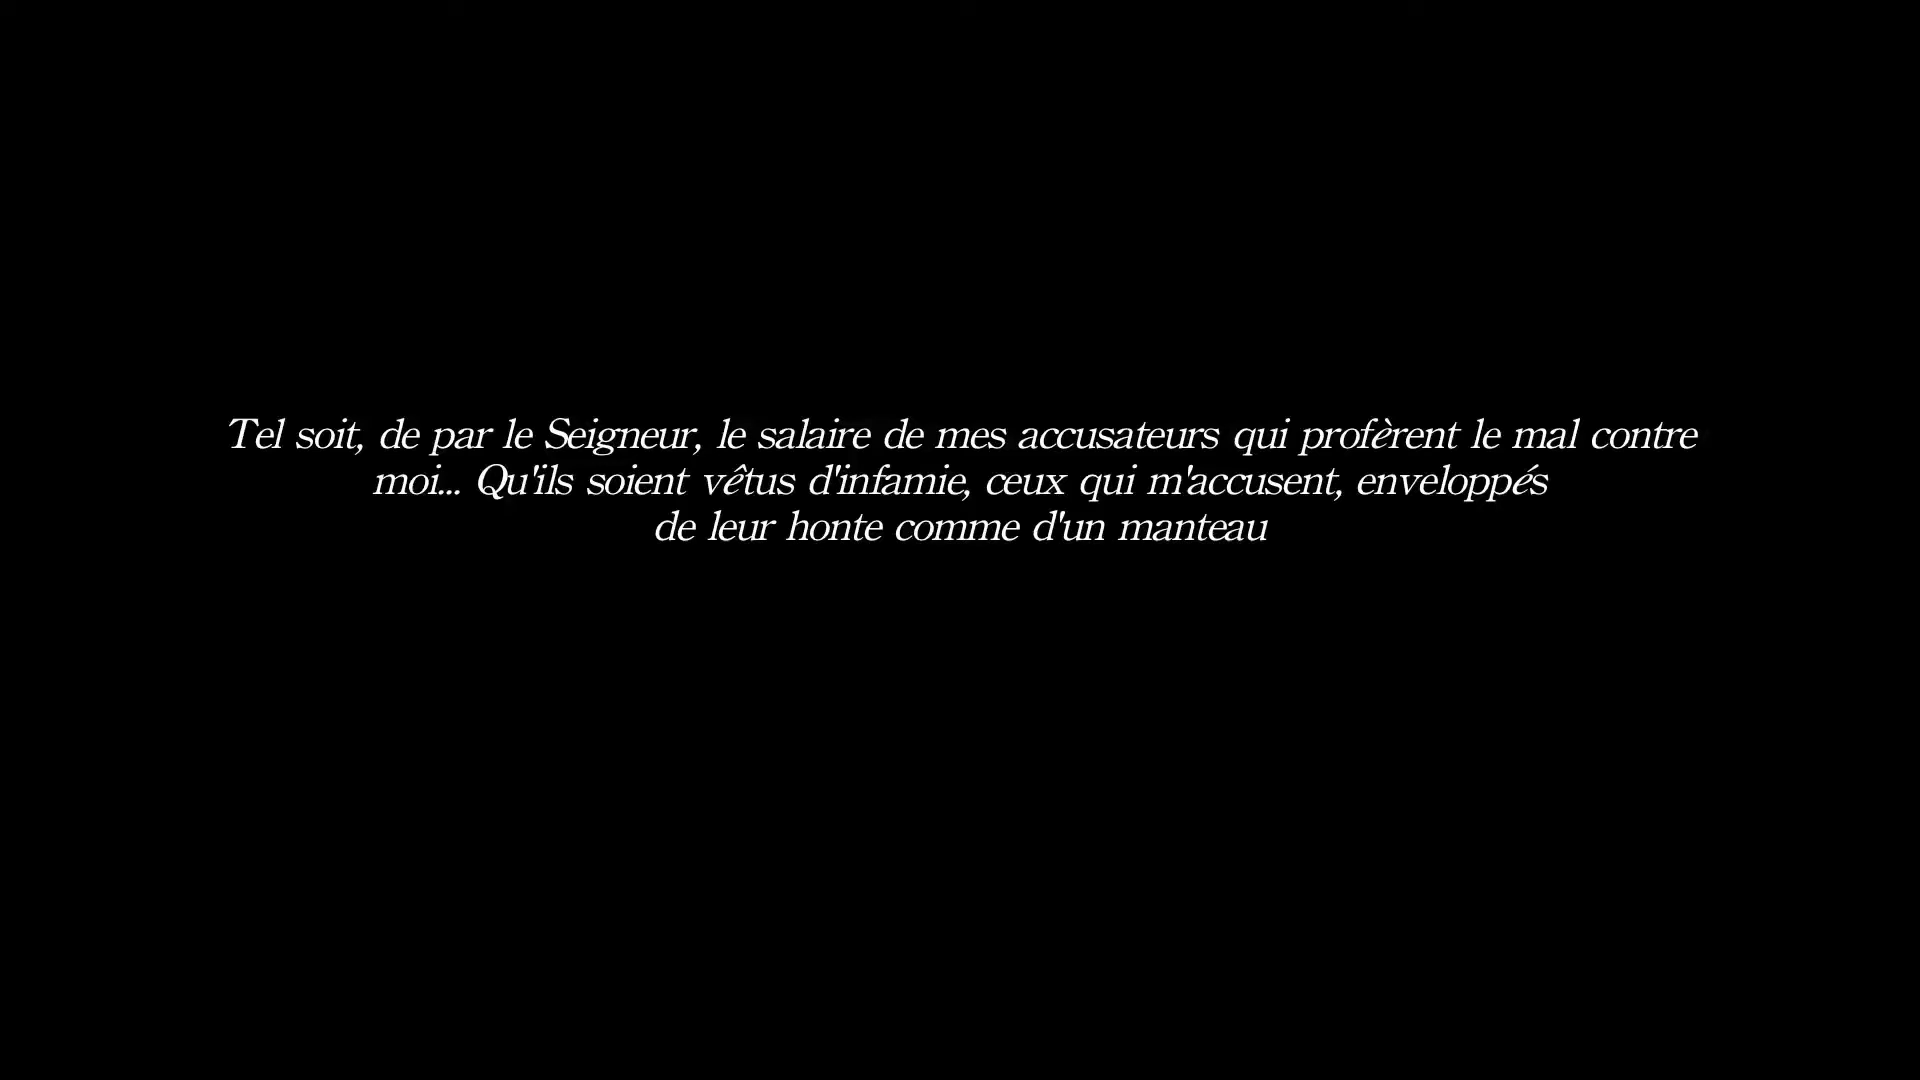 Tel soit, de par le Seigneur, le salaire de mes accusateurs qui profèrent le mal contre
moi... Qu'ils soient vêtus d'infamie, ceux qui m'accusent, enveloppés
de leur honte comme d'un manteau